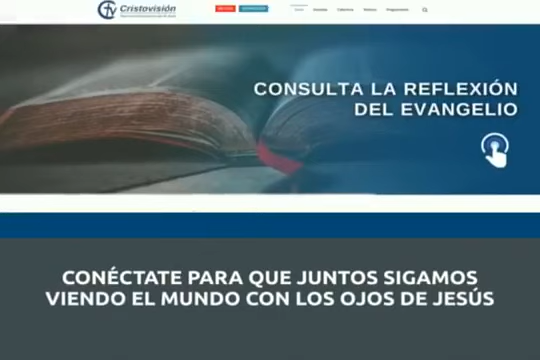 Cristovisión
CONSULTA LA REFLEXIÓN
DEL EVANGELIO
CONÉCTATE PARA QUE JUNTOS SIGAMOS
VIENDO EL MUNDO CON LOS OJOS DE JESÚS